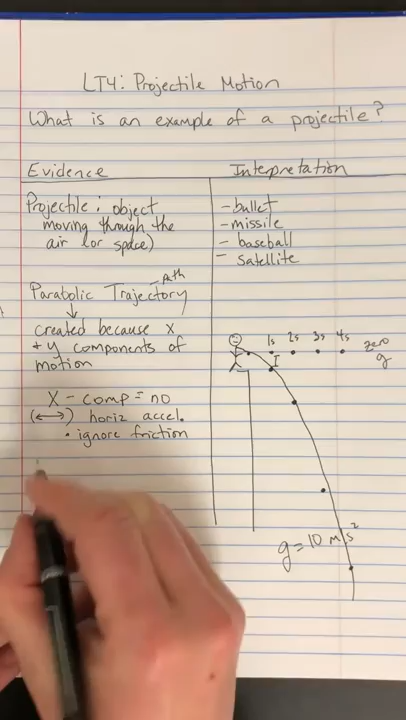 LT4: Projectile Motion
What is an example of a projectile?
Evidence
Interpretation
Projectile: object
moving through the
air (or space)
- bullet
- missile
- baseball
- satellite
- Path
Parabolic Trajectory
↓
created because x
+ y components of
motion
X - comp = no
(↔) horiz accel.
• ignore friction
1s 2s 3s 4s zero
g
I
g = 10 m/s²